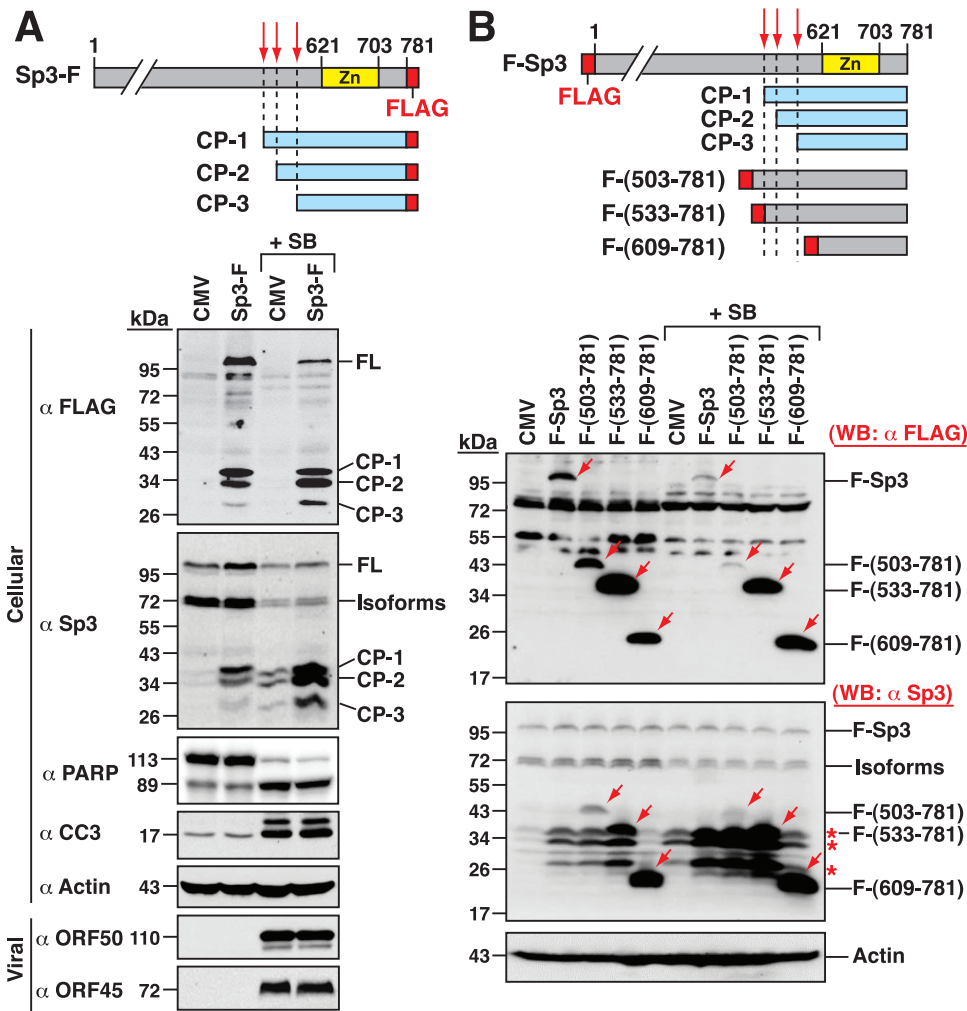 A
1
621
703
781
Sp3-F
Zn
FLAG
CP-1
CP-2
CP-3
+ SB
CMV
Sp3-F
CMV
Sp3-F
kDa
Cellular
α FLAG
95
72
55
43
34
26
FL
CP-1
CP-2
CP-3
α Sp3
95
72
55
43
34
26
FL
Isoforms
CP-1
CP-2
CP-3
α PARP
113
89
α CC3
17
α Actin
43
Viral
α ORF50
110
α ORF45
72
B
1
621
703
781
F-Sp3
Zn
FLAG
CP-1
CP-2
CP-3
F-(503-781)
F-(533-781)
F-(609-781)
+ SB
CMV
F-Sp3
F-(503-781)
F-(533-781)
F-(609-781)
CMV
F-Sp3
F-(503-781)
F-(533-781)
F-(609-781)
kDa
(WB: α FLAG)
95
72
55
43
34
26
17
F-Sp3
F-(503-781)
F-(533-781)
F-(609-781)
(WB: α Sp3)
95
72
55
43
34
26
17
F-Sp3
Isoforms
F-(503-781)
* F-(533-781)
*
*
F-(609-781)
43
Actin